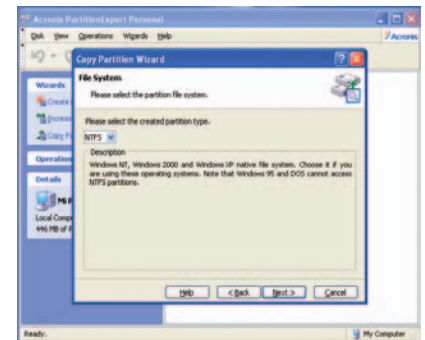 Acronis PartitionExpert Personal
Disk View Operations Wizards Help
Acronis
Copy Partition Wizard
File System
Please select the partition file system.
Wizards
Create
Please select the created partition type.
NTFS
Copy
Description
Windows NT, Windows 2000 and Windows XP native file system. Choose it if you
are using these operating systems. Note that Windows 95 and DOS cannot access
NTFS partitions.
Operation
Details
Local Comp
446 MB of
Help < Back Next > Cancel
Ready. My Computer